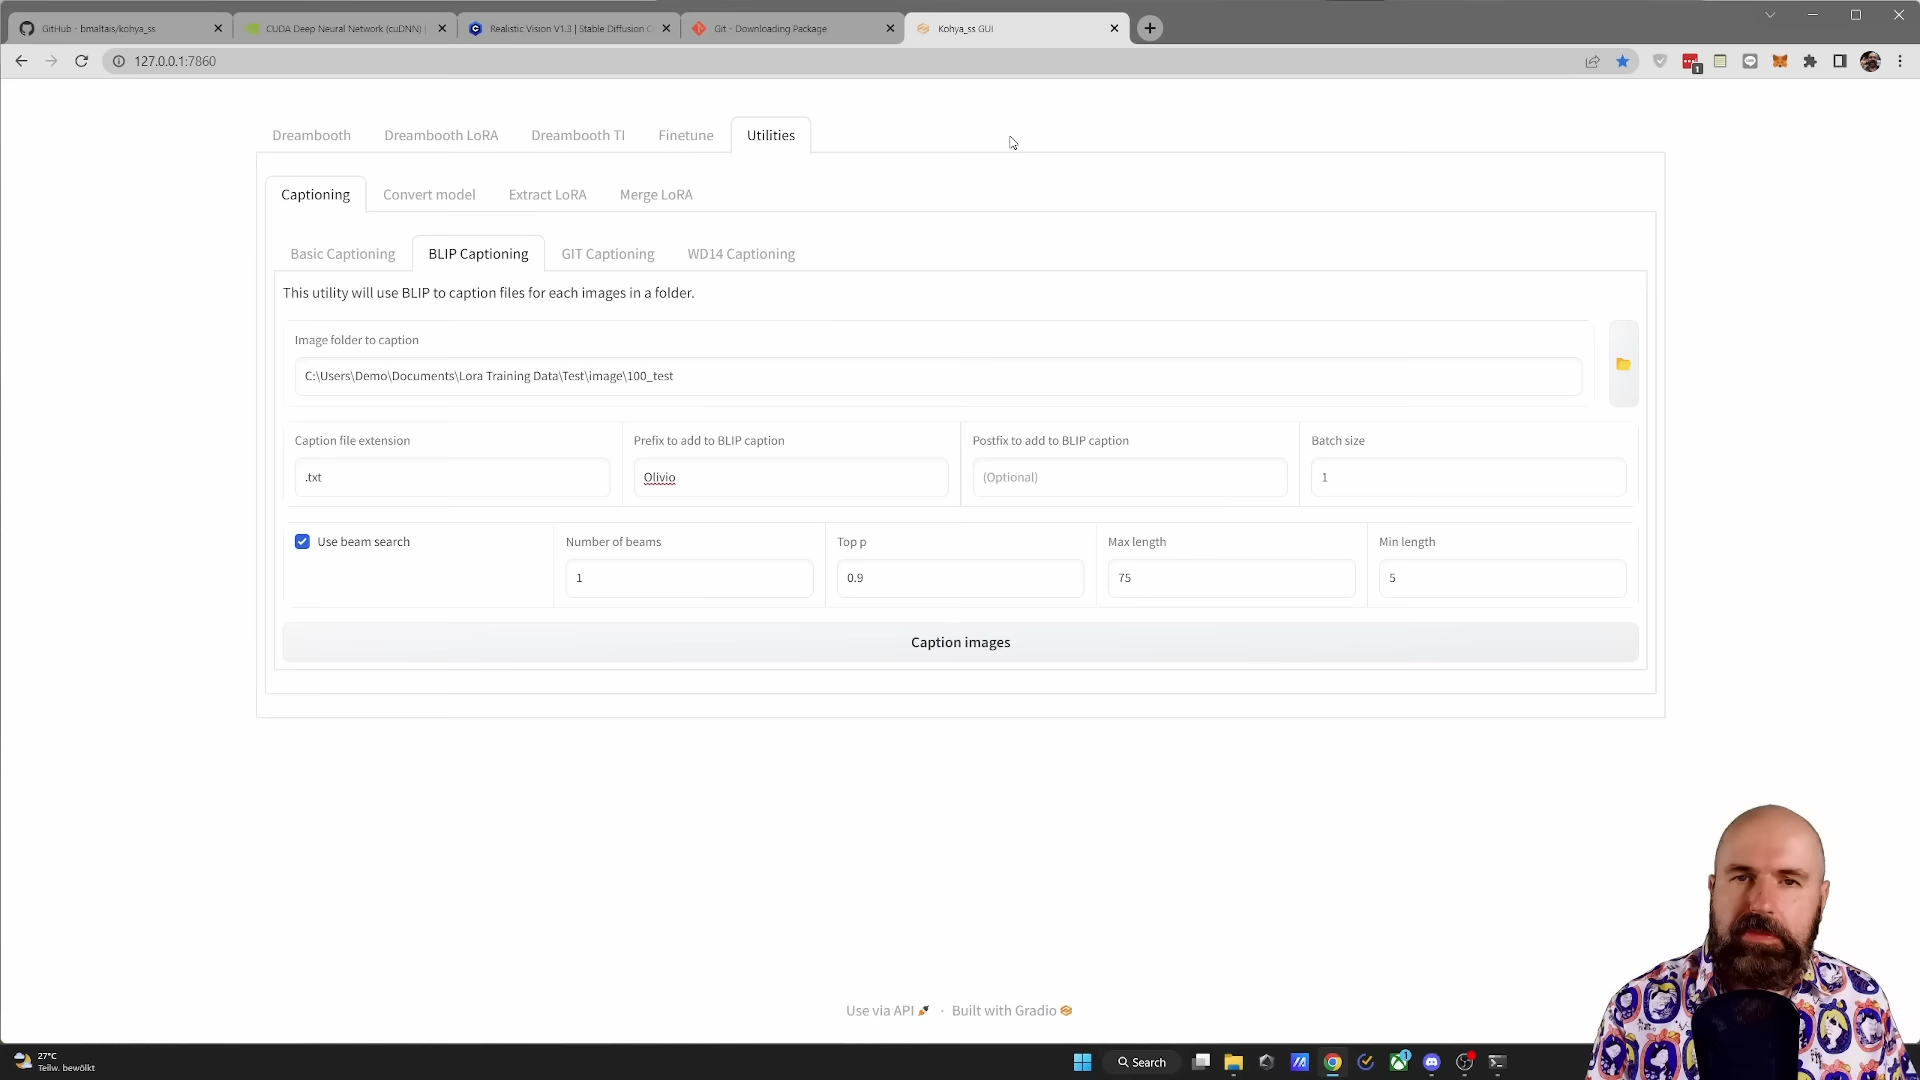 GitHub - bmaltais/kohya_ss
CUDA Deep Neural Network (cuDNN) |
Realistic Vision V1.3 | Stable Diffusion C
Git - Downloading Package
Kohya_ss GUI
127.0.0.1:7860
1
Dreambooth
Dreambooth LoRA
Dreambooth TI
Finetune
Utilities
Captioning
Convert model
Extract LoRA
Merge LoRA
Basic Captioning
BLIP Captioning
GIT Captioning
WD14 Captioning
This utility will use BLIP to caption files for each images in a folder.
Image folder to caption
C:\Users\Demo\Documents\Lora Training Data\Test\image\100_test
Caption file extension
Prefix to add to BLIP caption
Postfix to add to BLIP caption
Batch size
.txt
Olivio
(Optional)
1
Use beam search
Number of beams
Top p
Max length
Min length
1
0.9
75
5
Caption images
Use via API · Built with Gradio
27°C
Teilw. bewölkt
Search
1